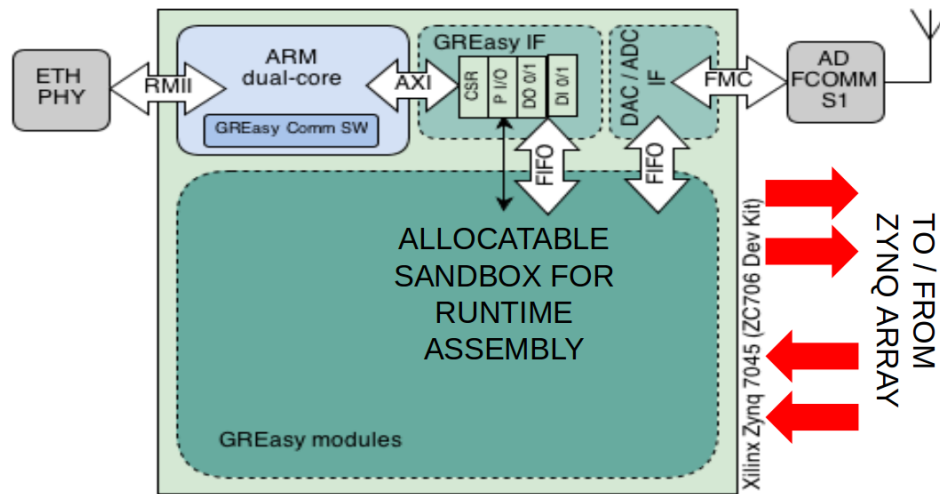 ETH
PHY
RMII
ARM
dual-core
GREasy Comm SW
AXI
GREasy IF
CSR
P I/O
DO 0/1
DI 0/1
DAC / ADC
IF
FMC
AD
FCOMM
S1
FIFO
FIFO
ALLOCATABLE
SANDBOX FOR
RUNTIME
ASSEMBLY
GREasy modules
Xilinx Zynq 7045 (ZC706 Dev Kit)
TO / FROM
ZYNQ ARRAY